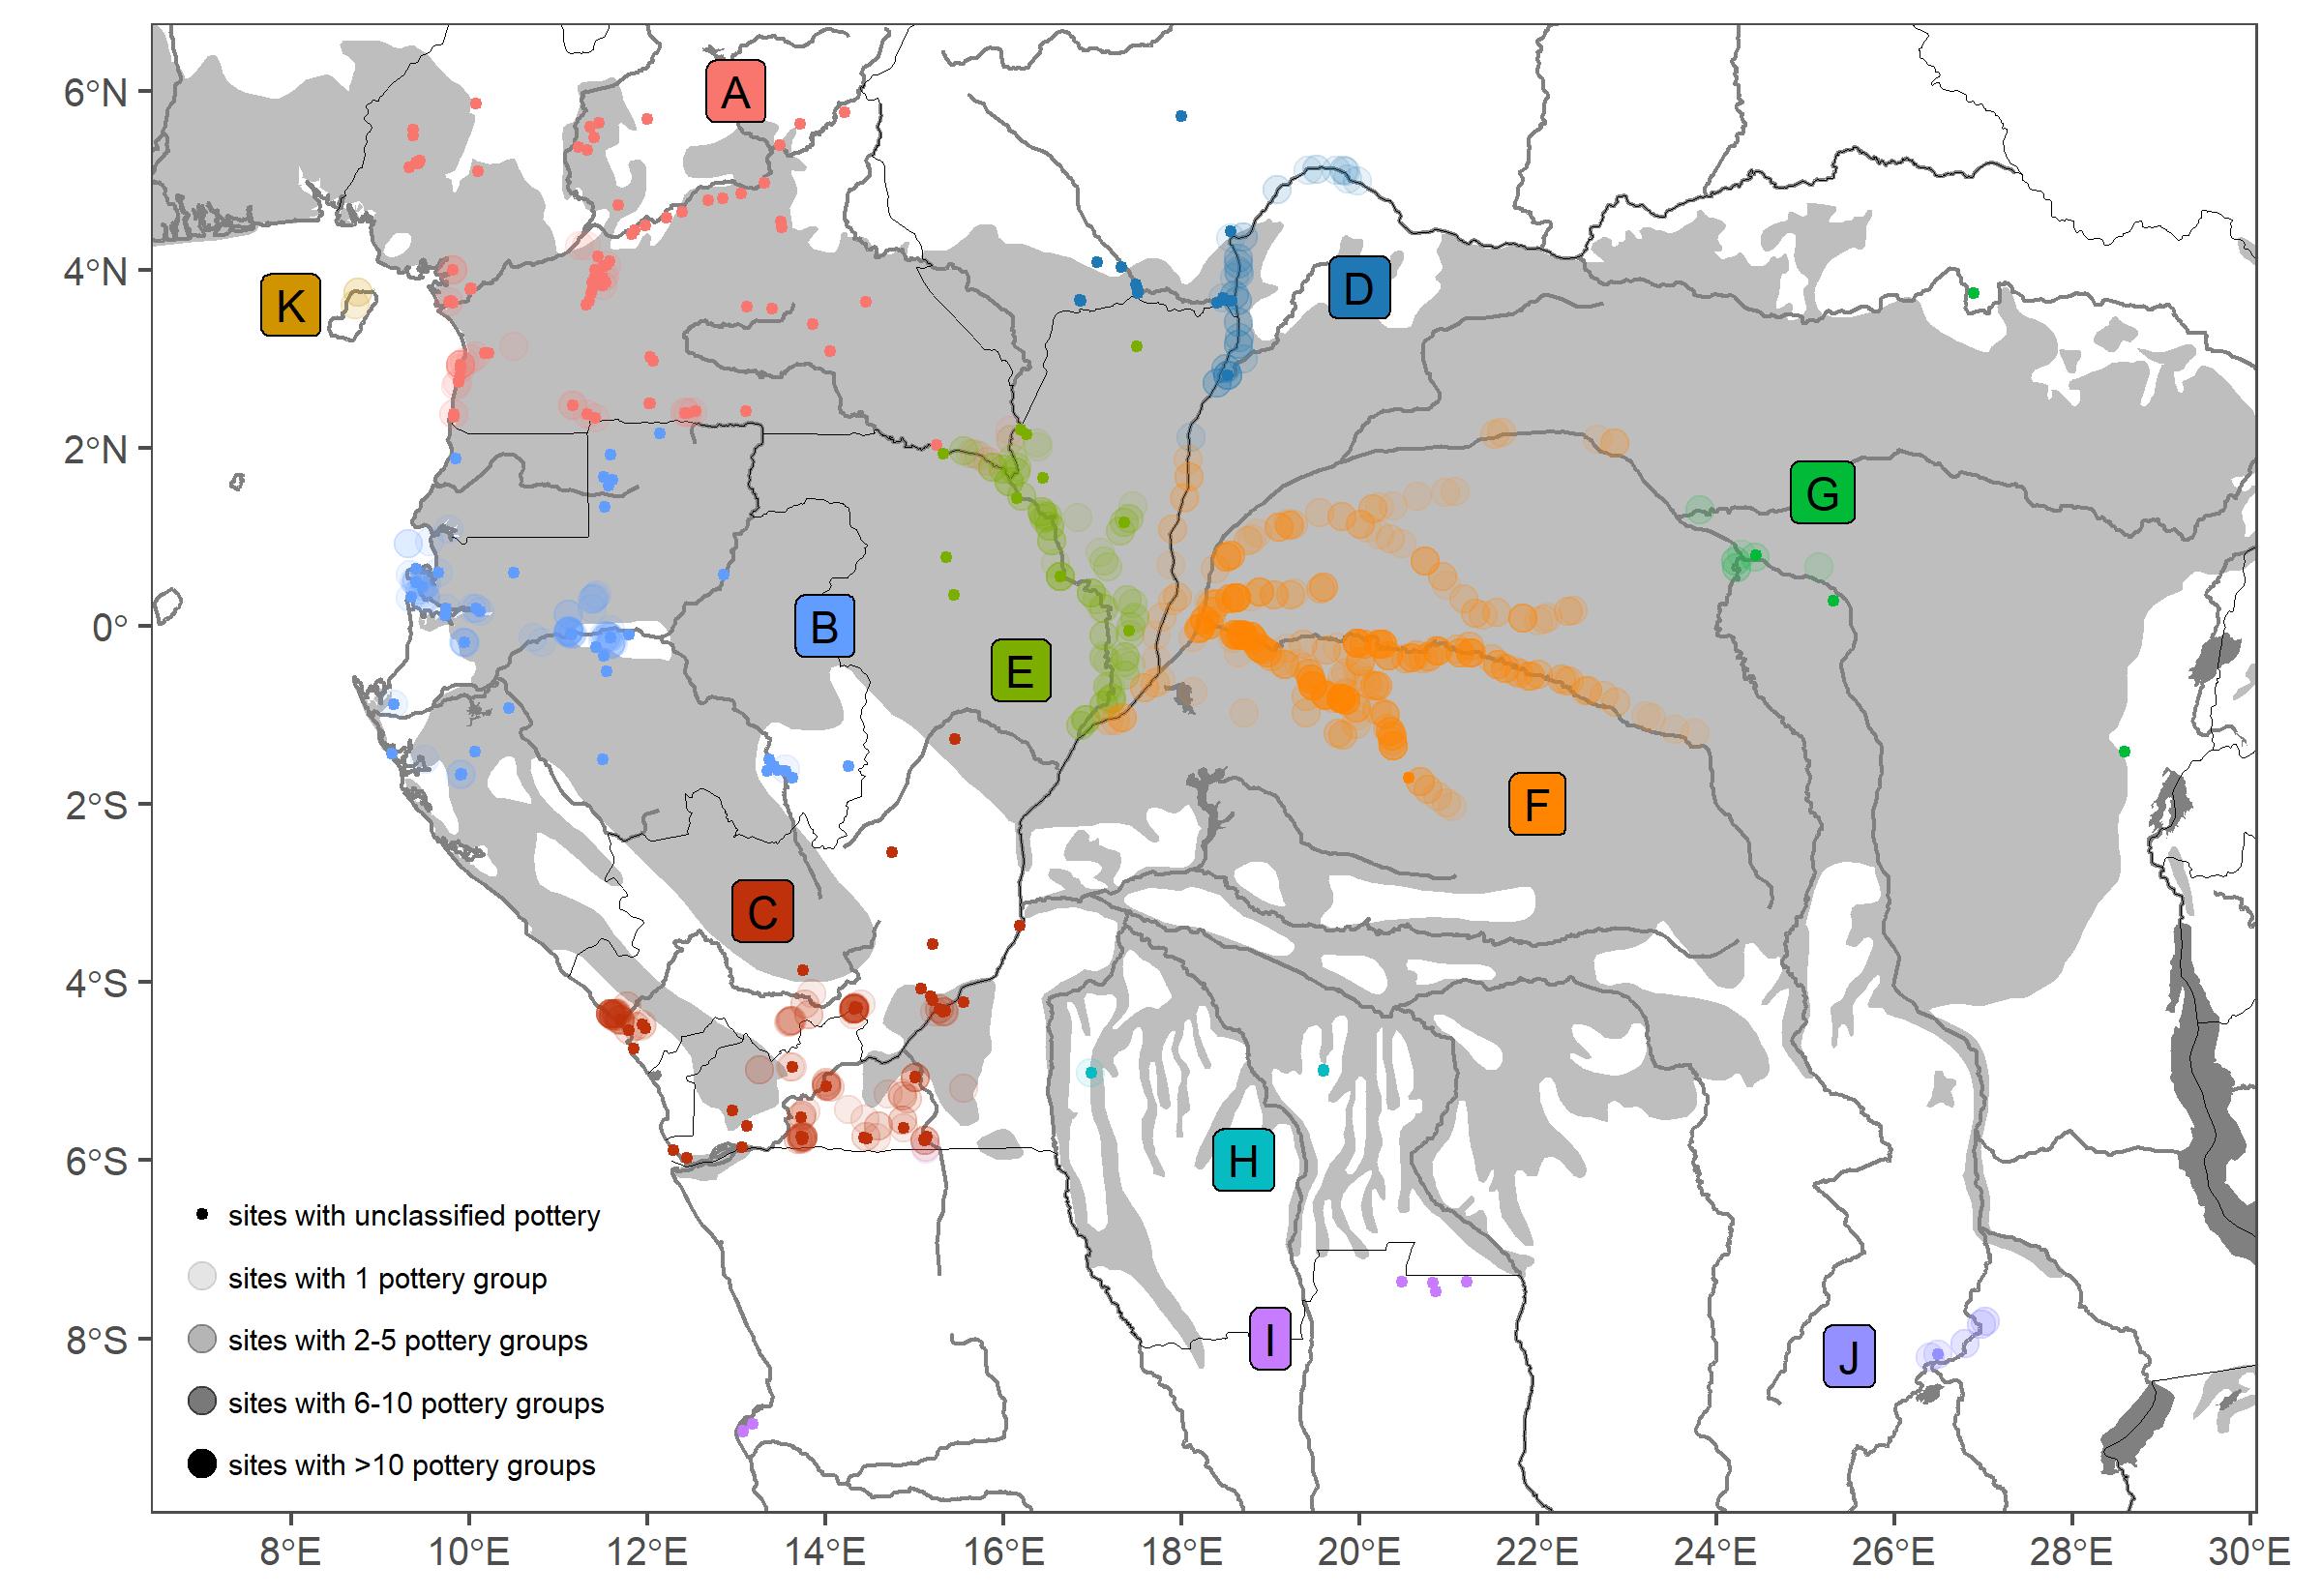 A
6°N
4°N
K
D
2°N
G
0°
B
E
2°S
F
C
4°S
H
6°S
sites with unclassified pottery
sites with 1 pottery group
8°S
I
J
sites with 2-5 pottery groups
sites with 6-10 pottery groups
sites with >10 pottery groups
8°E 10°E 12°E 14°E 16°E 18°E 20°E 22°E 24°E 26°E 28°E 30°E